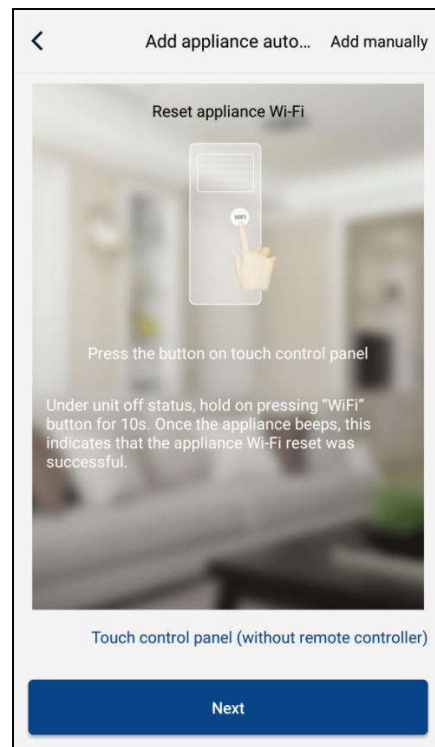 Add appliance auto... Add manually
Reset appliance Wi-Fi
WiFi
Press the button on touch control panel
Under unit off status, hold on pressing "WiFi"
button for 10s. Once the appliance beeps, this
indicates that the appliance Wi-Fi reset was
successful.
Touch control panel (without remote controller)
Next